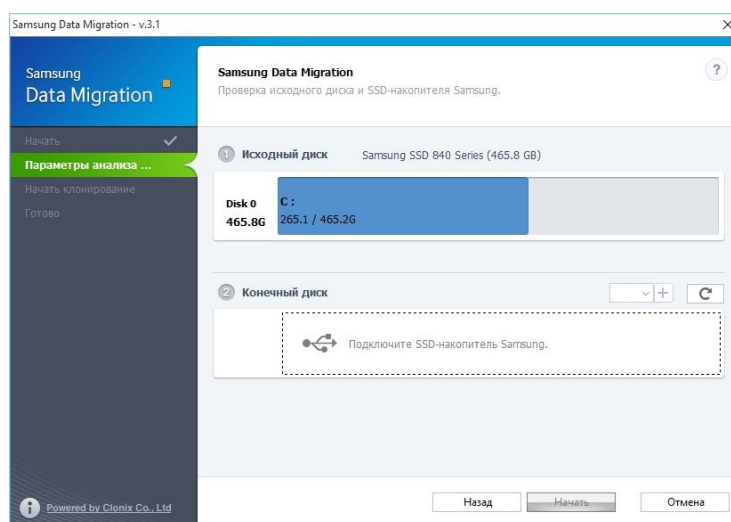 Samsung Data Migration - v.3.1
Samsung
Data Migration
Начать
Параметры анализа ...
Начать клонирование
Готово
Powered by Clonix Co., Ltd
Samsung Data Migration
Проверка исходного диска и SSD-накопителя Samsung.
?
1 Исходный диск Samsung SSD 840 Series (465.8 GB)
Disk 0
465.8G
C :
265.1 / 465.2G
2 Конечный диск
Подключите SSD-накопитель Samsung.
Назад Начать Отмена